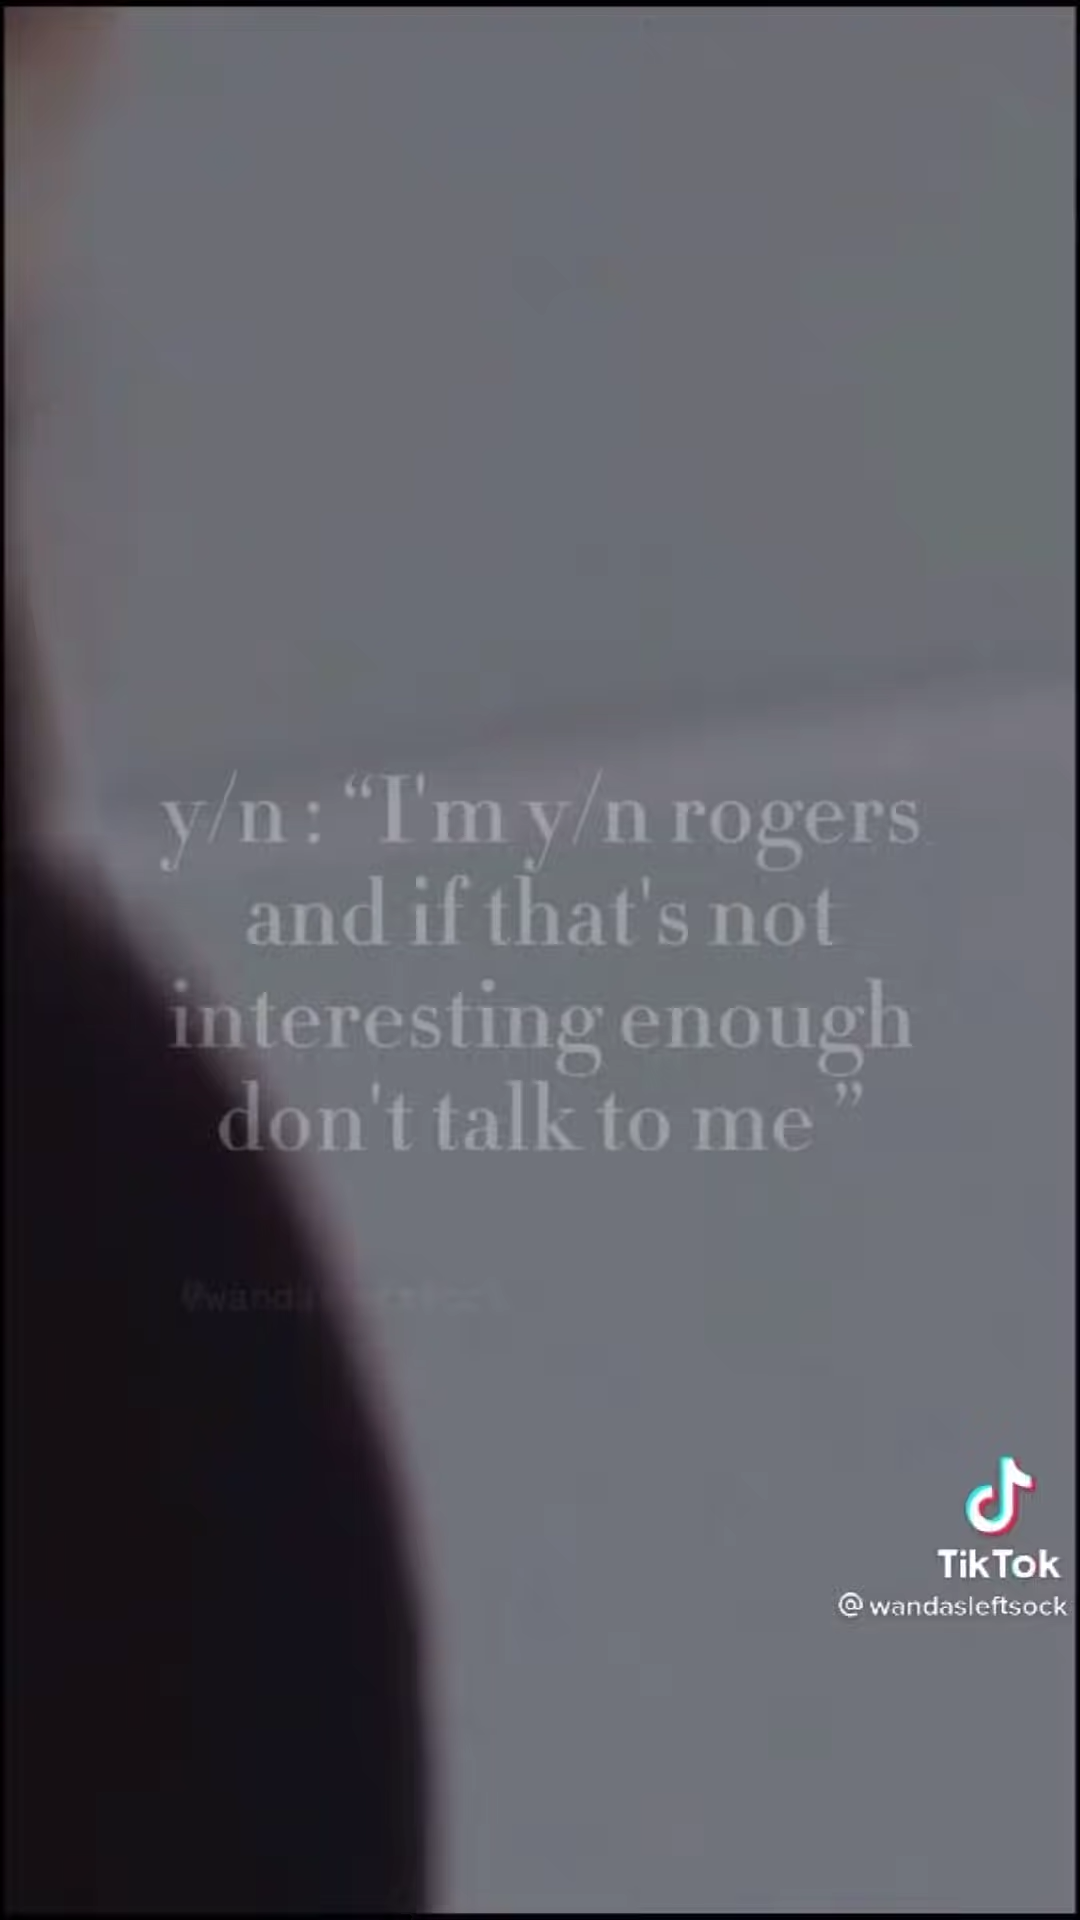 y/n : “I'm y/n rogers
and if that's not
interesting enough
don't talk to me ”
TikTok
@wandasleftsock